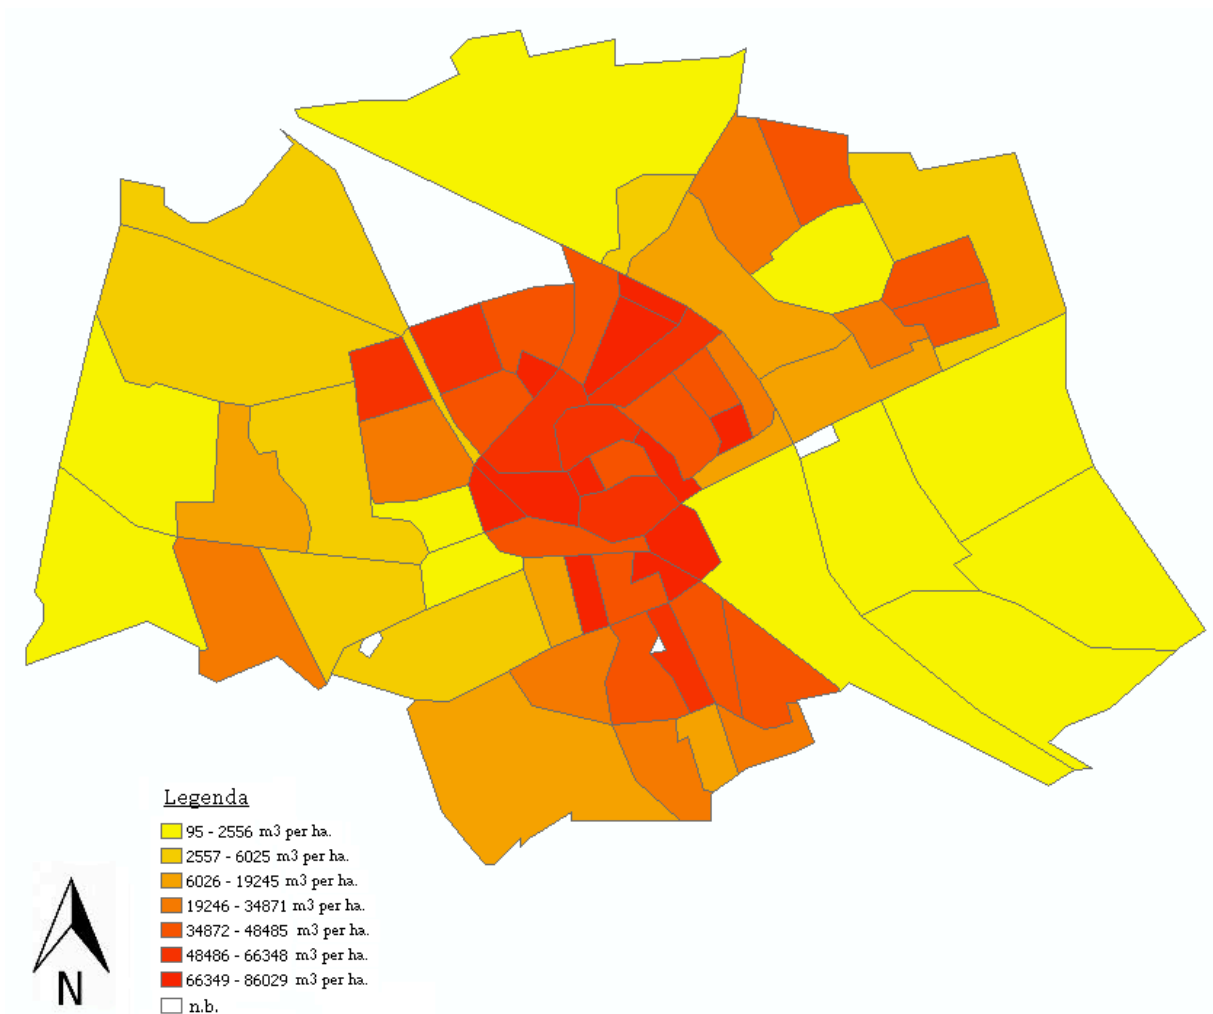 Legenda
95 - 2556 m3 per ha.
2557 - 6025 m3 per ha.
6026 - 19245 m3 per ha.
19246 - 34871 m3 per ha.
34872 - 48485 m3 per ha.
48486 - 66348 m3 per ha.
66349 - 86029 m3 per ha.
n.b.
N